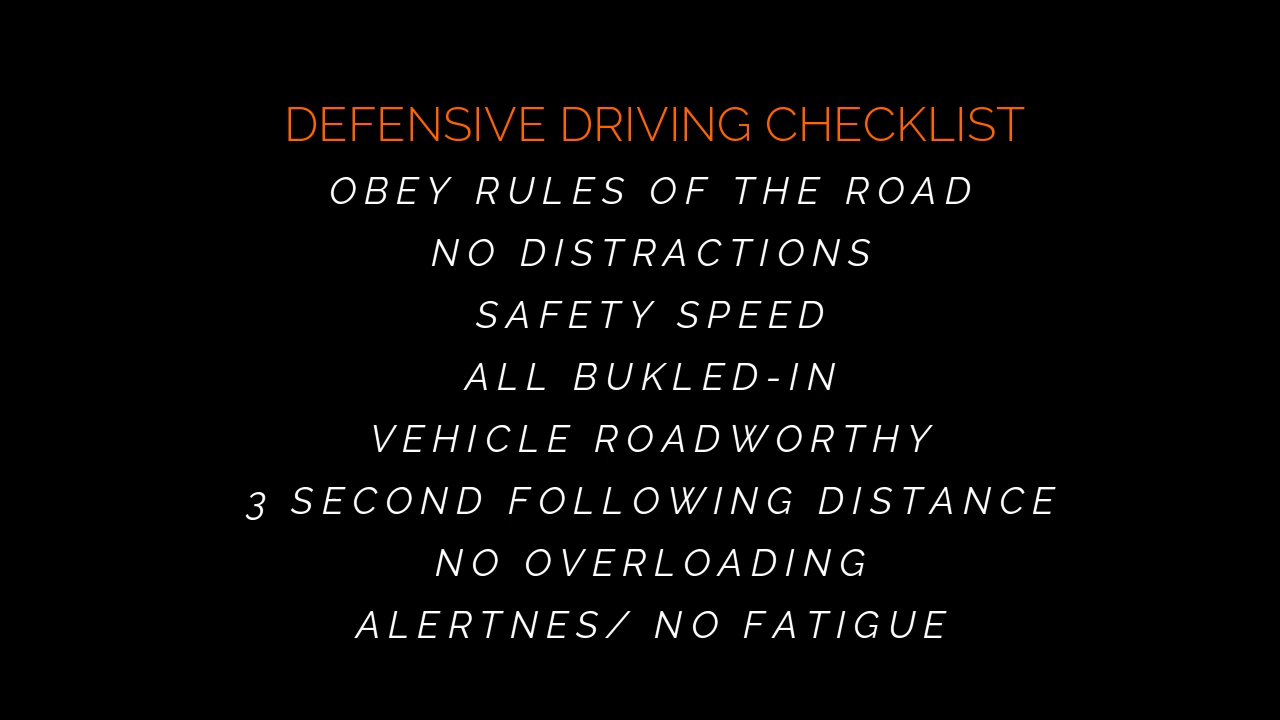 DEFENSIVE DRIVING CHECKLIST
OBEY RULES OF THE ROAD
NO DISTRACTIONS
SAFETY SPEED
ALL BUKLED-IN
VEHICLE ROADWORTHY
3 SECOND FOLLOWING DISTANCE
NO OVERLOADING
ALERTNES/ NO FATIGUE